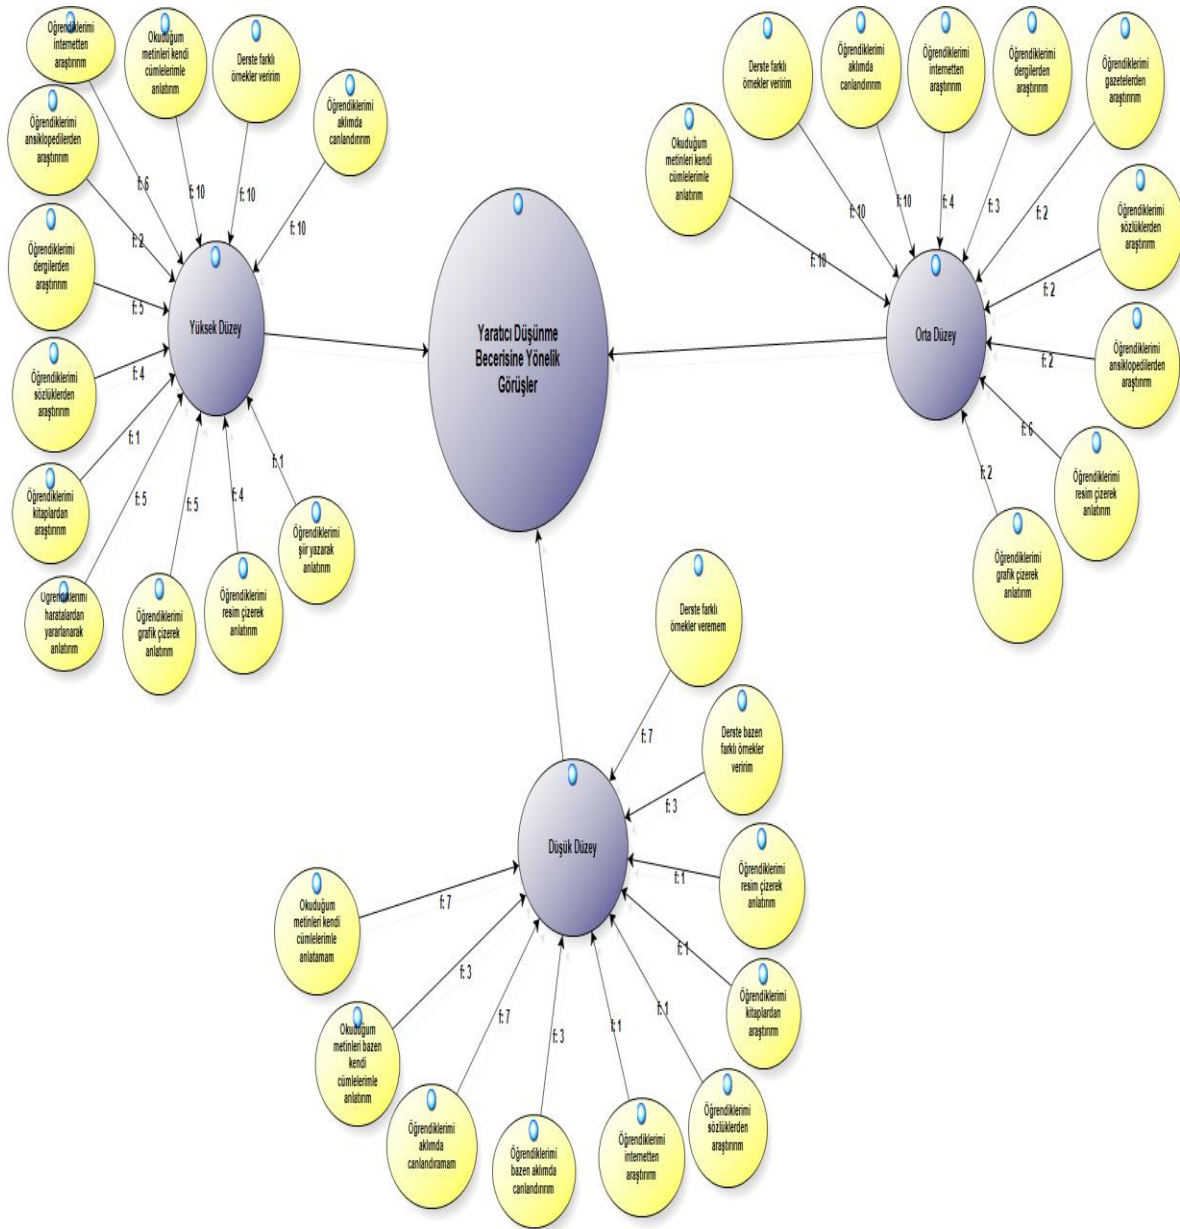 Öğrendiklerimi
internetten
araştırırım
Okuduğum
metinleri kendi
cümlelerimle
anlatırım
Derste farklı
örnekler veririm
Öğrendiklerimi
aklımda
canlandırırım
Öğrendiklerimi
ansiklopedilerden
araştırırım
Öğrendiklerimi
dergilerden
araştırırım
Öğrendiklerimi
sözlüklerden
araştırırım
Öğrendiklerimi
kitaplardan
araştırırım
Öğrendiklerimi
haratalardan
yararlanarak
anlatırım
Öğrendiklerimi
grafik çizerek
anlatırım
Öğrendiklerimi
resim çizerek
anlatırım
Öğrendiklerimi
şiir yazarak
anlatırım
f: 6
f: 10
f: 10
f: 10
f: 2
f: 5
f: 4
f: 1
f: 5
f: 5
f: 4
f: 1
Yüksek Düzey
Yaratıcı Düşünme
Becerisine Yönelik
Görüşler
Okuduğum
metinleri kendi
cümlelerimle
anlatırım
Derste farklı
örnekler veririm
Öğrendiklerimi
aklımda
canlandırırım
Öğrendiklerimi
internetten
araştırırım
Öğrendiklerimi
dergilerden
araştırırım
Öğrendiklerimi
gazetelerden
araştırırım
Öğrendiklerimi
sözlüklerden
araştırırım
Öğrendiklerimi
ansiklopedilerden
araştırırım
Öğrendiklerimi
resim çizerek
anlatırım
Öğrendiklerimi
grafik çizerek
anlatırım
f: 10
f: 10
f: 10
f: 4
f: 3
f: 2
f: 2
f: 2
f: 6
f: 2
Orta Düzey
Derste farklı
örnekler veremem
Derste bazen
farklı örnekler
veririm
Öğrendiklerimi
resim çizerek
anlatırım
Öğrendiklerimi
kitaplardan
araştırırım
Öğrendiklerimi
sözlüklerden
araştırırım
Öğrendiklerimi
internetten
araştırırım
Öğrendiklerimi
bazen aklımda
canlandırırım
Öğrendiklerimi
aklımda
canlandıramam
Okuduğum
metinleri bazen
kendi
cümlelerimle
anlatırım
Okuduğum
metinleri kendi
cümlelerimle
anlatamam
f: 7
f: 3
f: 1
f: 1
f: 1
f: 1
f: 3
f: 7
f: 3
f: 7
Düşük Düzey